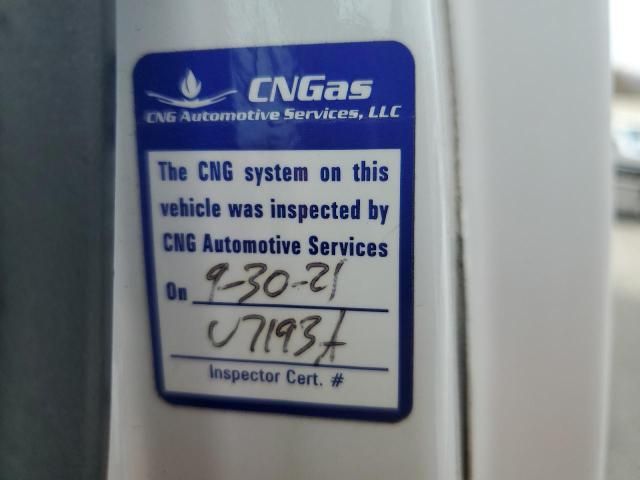 CNGas
CNG Automotive Services, LLC
The CNG system on this
vehicle was inspected by
CNG Automotive Services
On 9-30-21
U7193A
Inspector Cert. #